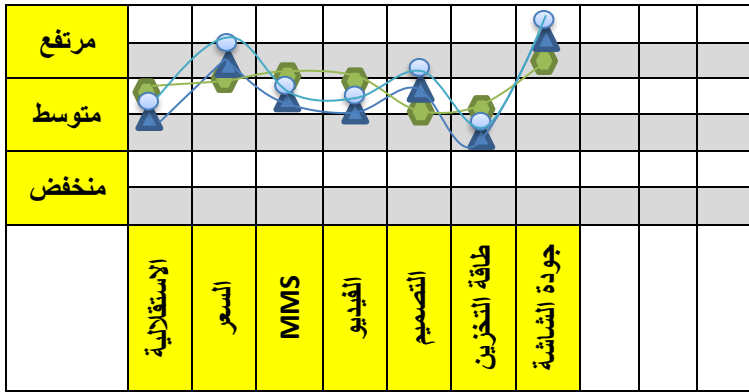 مرتفع
متوسط
منخفض
الاستقلالية
السعر
MMS
الفيديو
التصميم
طاقة التخزين
جودة الشاشة